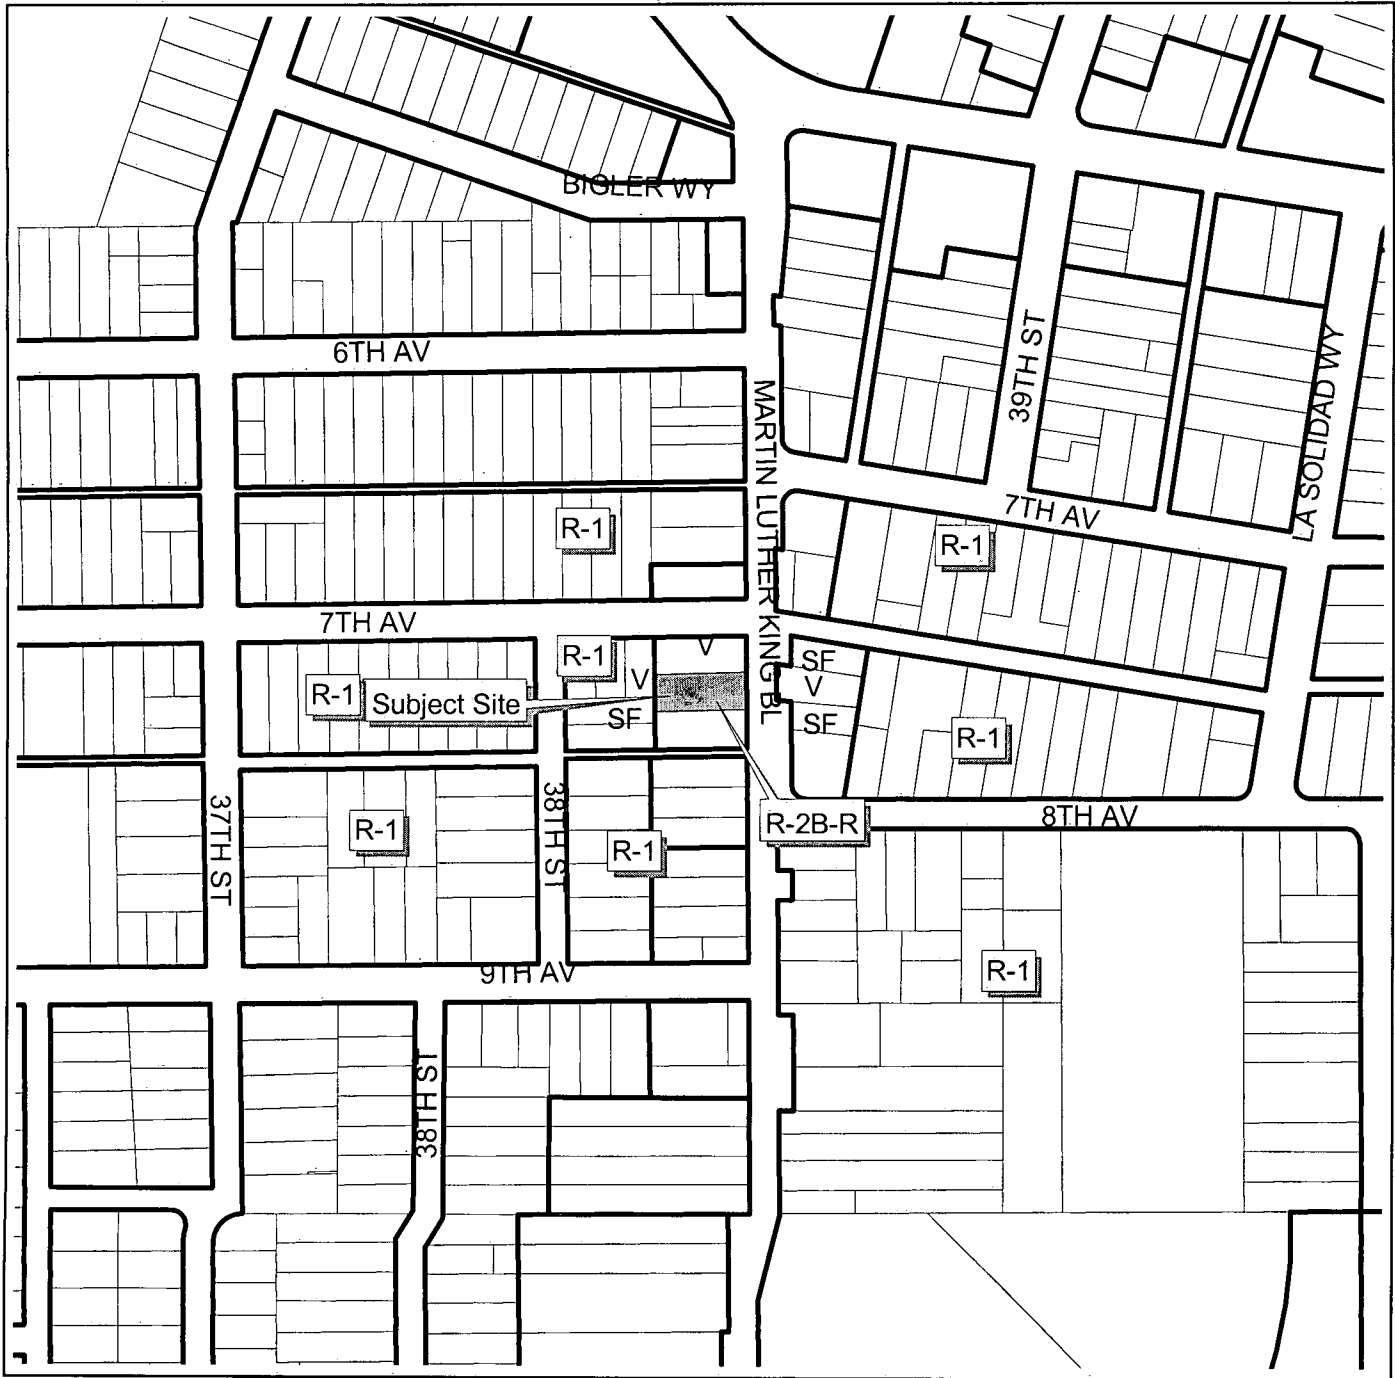 BIGLER WY
6TH AV
39TH ST
LA SOLIDAD WY
MARTIN LUTHER KING BL
7TH AV
R-1
R-1
7TH AV
R-1
V
SF
R-1
Subject Site
V
V
SF
SF
R-1
37TH ST
38TH ST
R-2B-R
8TH AV
R-1
R-1
R-1
9TH AV
38TH ST